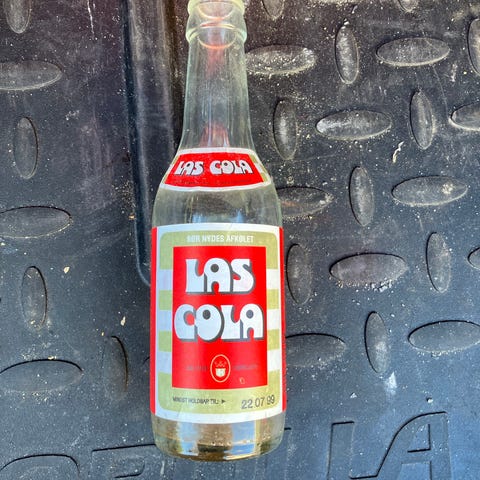 LAS COLA
BØR NYDES AFKØLET
LAS
COLA
MINDST HOLDBAR TIL: ►
22 07 99